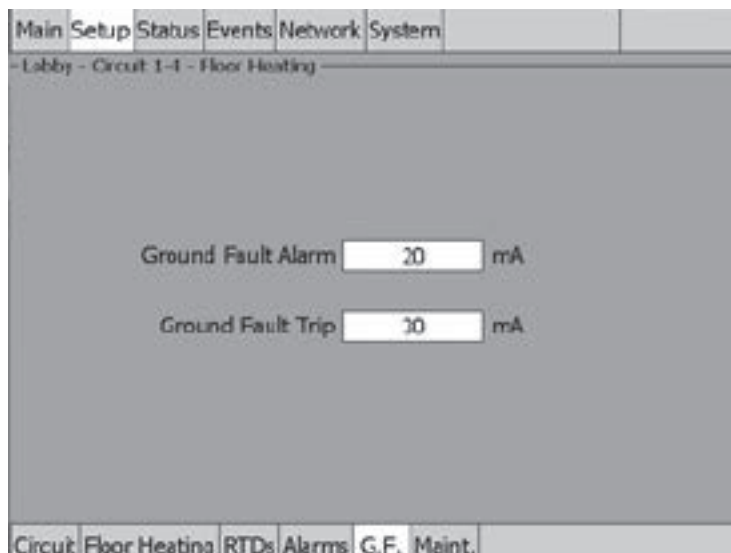 Main Setup Status Events Network System
Lobby - Circuit 1-4 - Floor Heating
Ground Fault Alarm 20 mA
Ground Fault Trip mA
Circuit Floor Heating RTDs Alarms G.F. Maint.